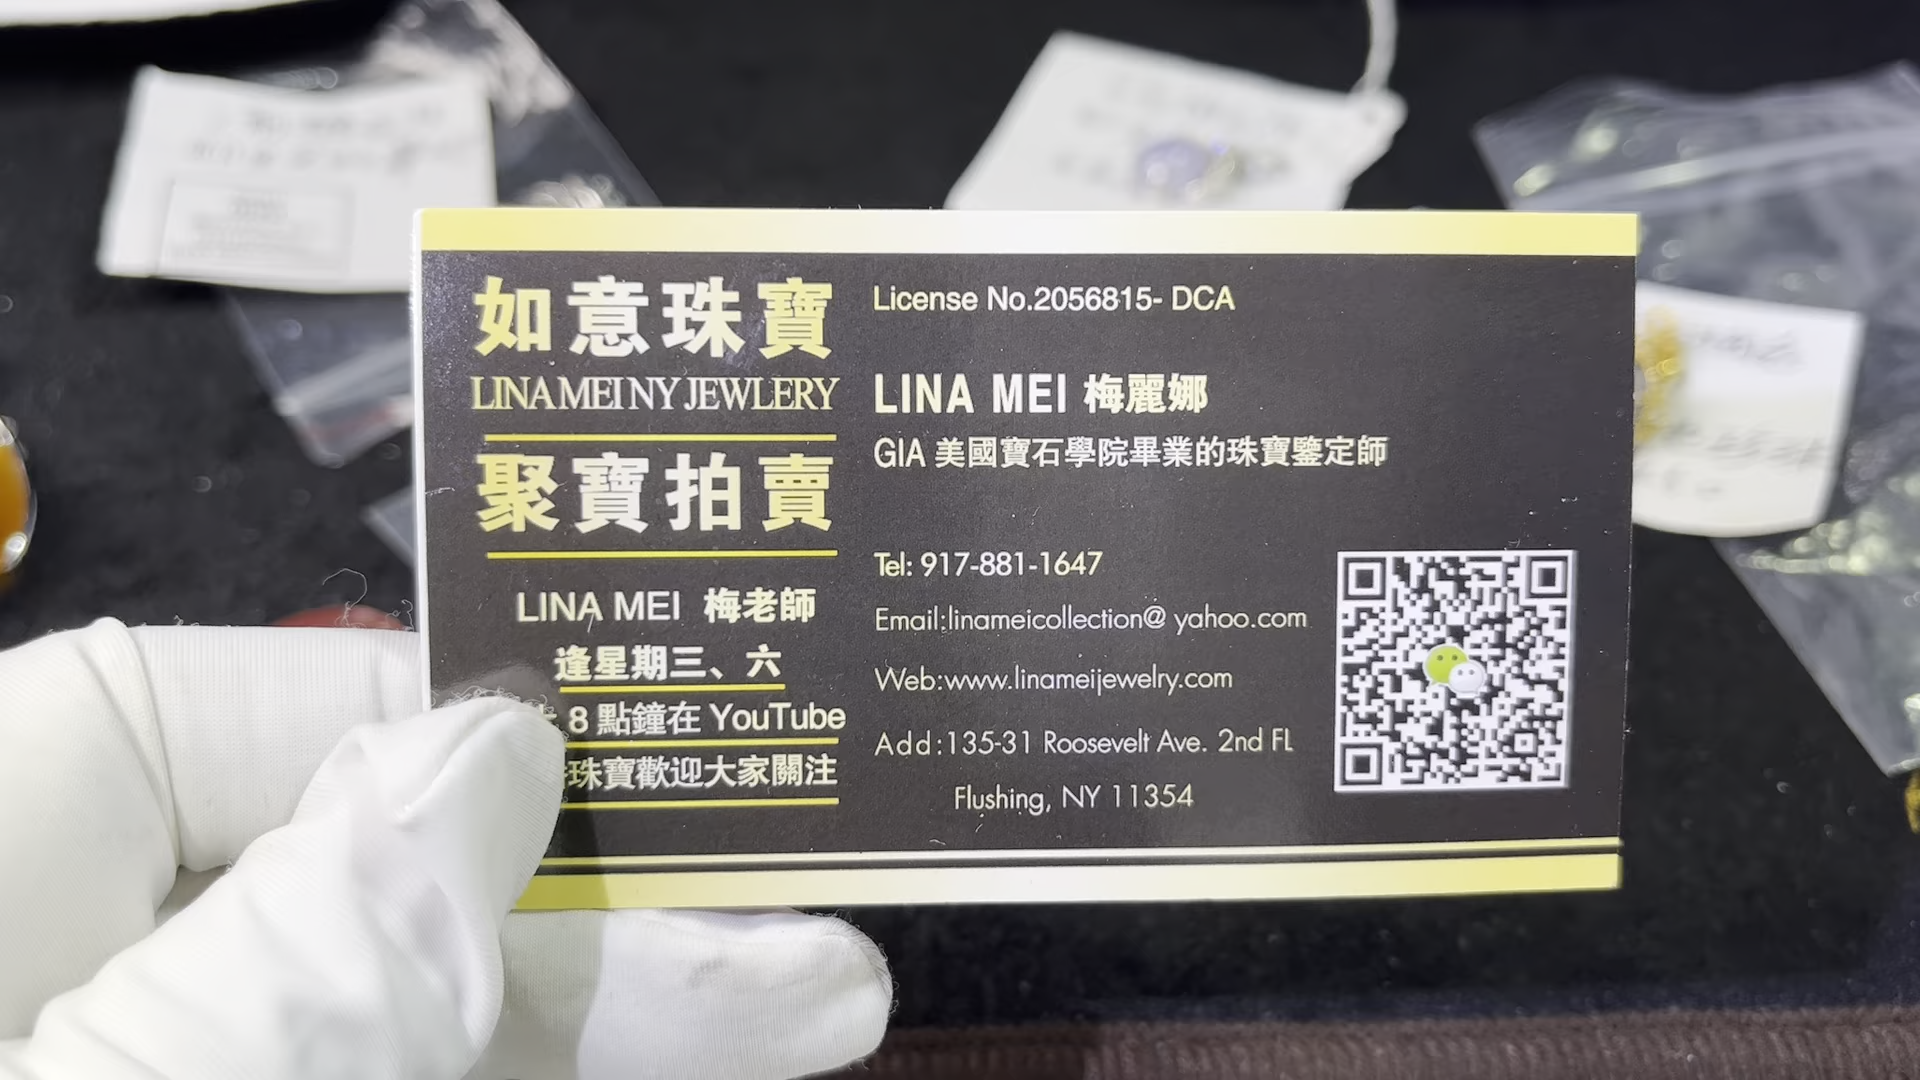 如意珠寶
LINA MEI NY JEWLERY
聚寶拍賣
LINA MEI 梅老師
逢星期三、六
8 點鐘在 YouTube
珠寶歡迎大家關注
License No.2056815- DCA
LINA MEI 梅麗娜
GIA 美國寶石學院畢業的珠寶鑒定師
Tel: 917-881-1647
Email:linameicollection@ yahoo.com
Web:www.linameijewelry.com
Add:135-31 Roosevelt Ave. 2nd FL
Flushing, NY 11354